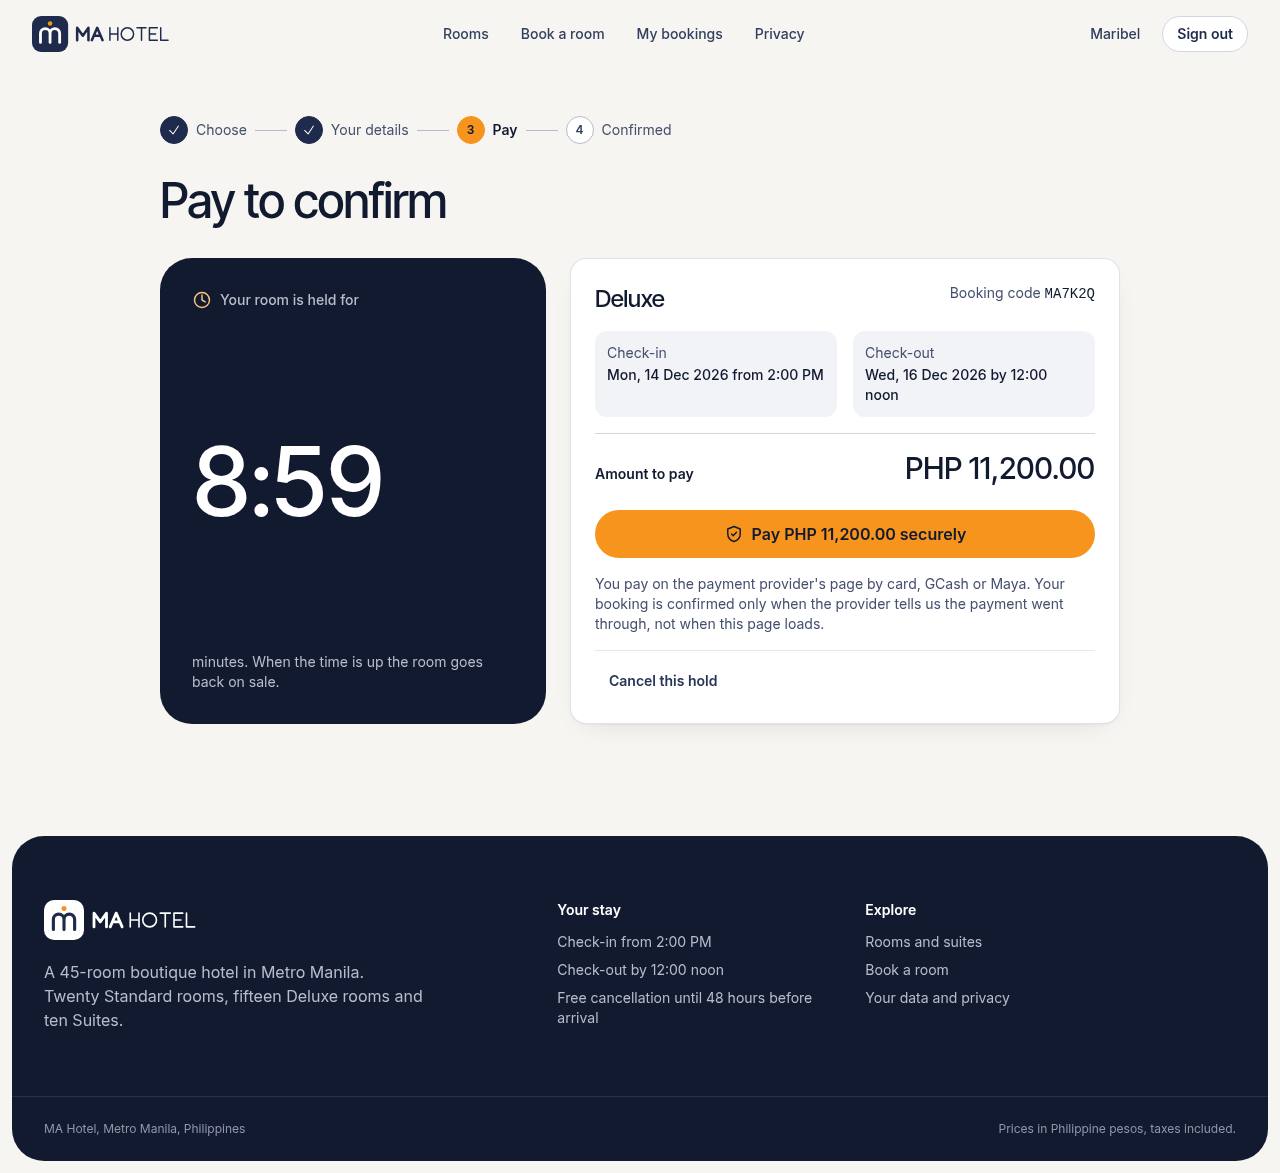 MA HOTEL
Rooms
Book a room
My bookings
Privacy
Maribel
Sign out
Choose
Your details
3 Pay
4 Confirmed
Pay to confirm
Your room is held for
8:59
minutes. When the time is up the room goes
back on sale.
Deluxe
Booking code MA7K2Q
Check-in
Mon, 14 Dec 2026 from 2:00 PM
Check-out
Wed, 16 Dec 2026 by 12:00
noon
Amount to pay
PHP 11,200.00
Pay PHP 11,200.00 securely
You pay on the payment provider's page by card, GCash or Maya. Your
booking is confirmed only when the provider tells us the payment went
through, not when this page loads.
Cancel this hold
MA HOTEL
A 45-room boutique hotel in Metro Manila.
Twenty Standard rooms, fifteen Deluxe rooms and
ten Suites.
Your stay
Check-in from 2:00 PM
Check-out by 12:00 noon
Free cancellation until 48 hours before
arrival
Explore
Rooms and suites
Book a room
Your data and privacy
MA Hotel, Metro Manila, Philippines
Prices in Philippine pesos, taxes included.